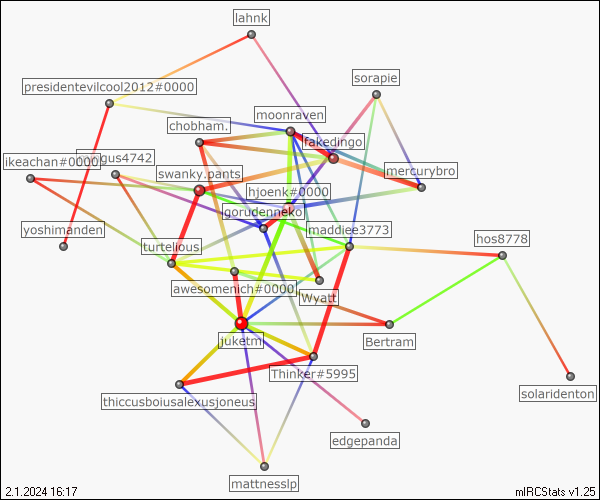 lahnk
sorapie
presidentevilcool2012#0000
moonraven
chobham.
fakedingo
ikeachan#0000
gus4742
mercurybro
swanky.pants
hjoenk#0000
gorudenneko
yoshimanden
maddiee3773
hos8778
turtelious
awesomenich#0000
Wyatt
juketm
Bertram
Thinker#5995
solaridenton
thiccusboiusalexusjoneus
edgepanda
mattnesslp
2.1.2024 16:17
mIRCStats v1.25